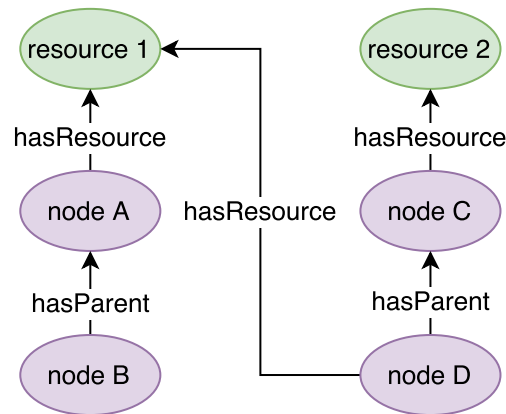 resource 1
resource 2
hasResource
hasResource
node A
hasResource
node C
hasParent
hasParent
node B
node D